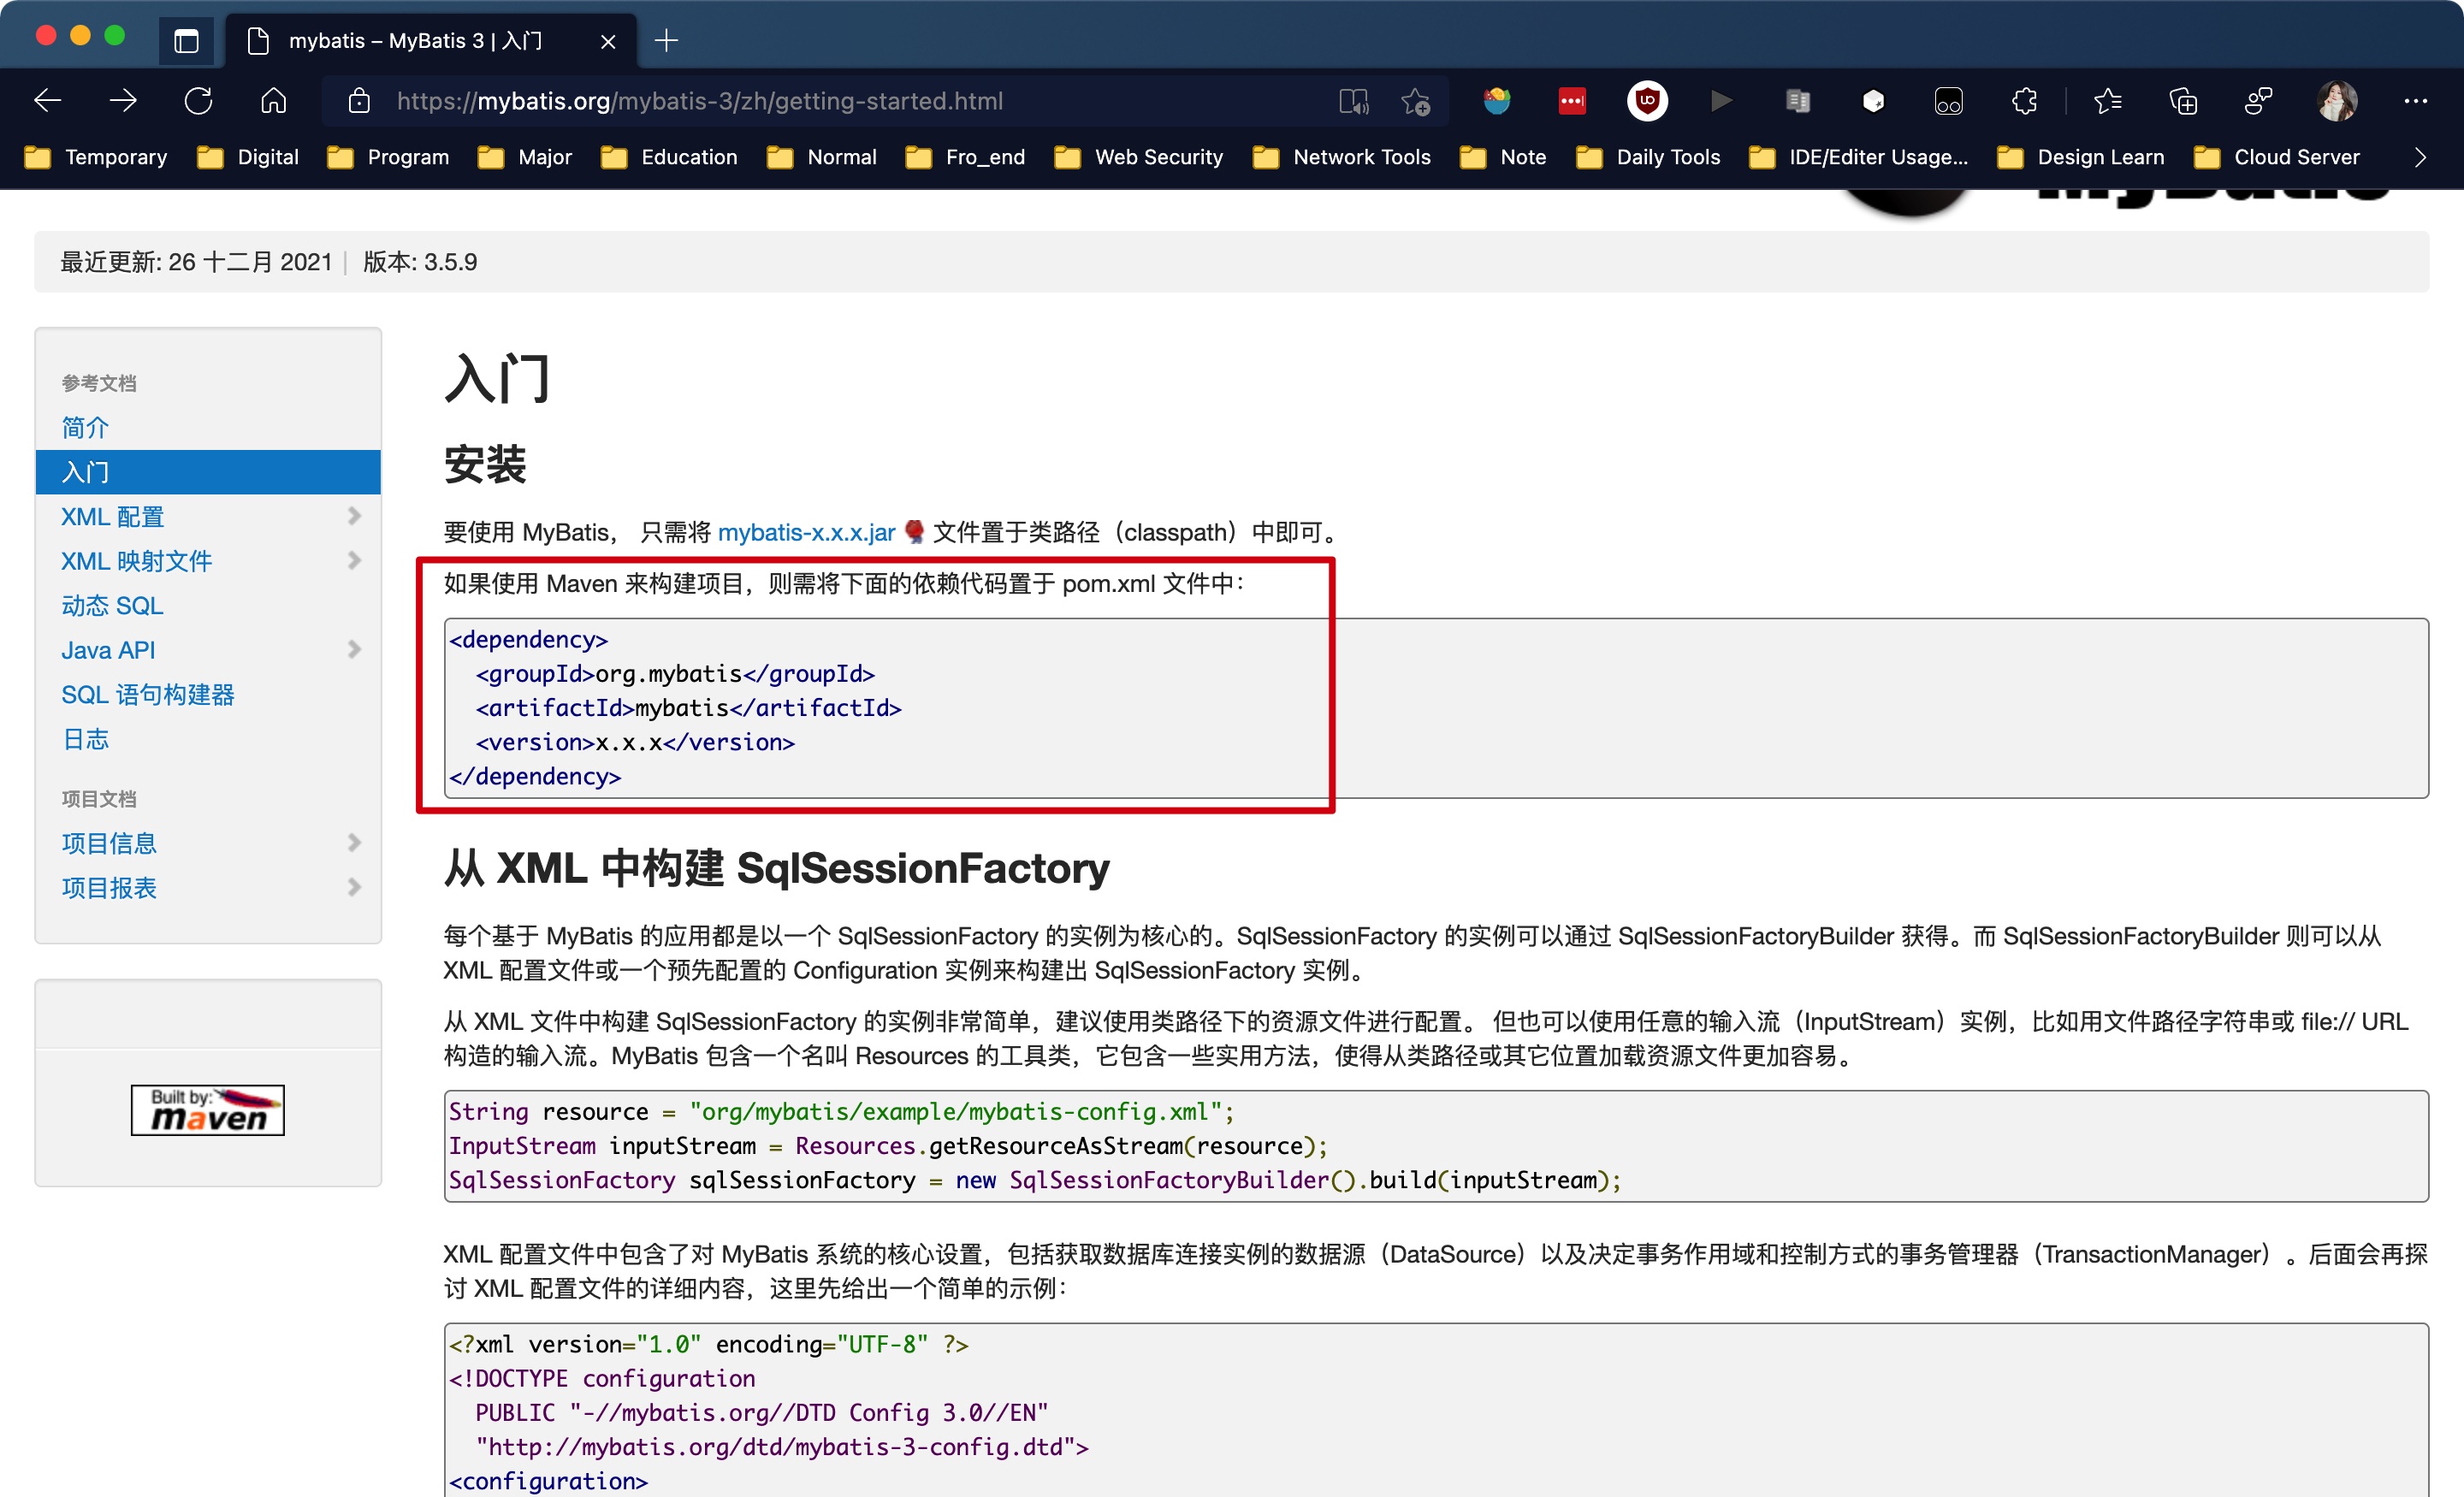 mybatis – MyBatis 3 | 入门
https://mybatis.org/mybatis-3/zh/getting-started.html
Temporary Digital Program Major Education Normal Fro_end Web Security Network Tools Note Daily Tools IDE/Editer Usage... Design Learn Cloud Server
MyBatis
最近更新: 26 十二月 2021 | 版本: 3.5.9
参考文档
简介
入门
XML 配置
XML 映射文件
动态 SQL
Java API
SQL 语句构建器
日志
项目文档
项目信息
项目报表
Built by:
maven
入门
安装
要使用 MyBatis, 只需将 mybatis-x.x.x.jar 文件置于类路径（classpath）中即可。
如果使用 Maven 来构建项目，则需将下面的依赖代码置于 pom.xml 文件中：
<dependency>
  <groupId>org.mybatis</groupId>
  <artifactId>mybatis</artifactId>
  <version>x.x.x</version>
</dependency>
从 XML 中构建 SqlSessionFactory
每个基于 MyBatis 的应用都是以一个 SqlSessionFactory 的实例为核心的。SqlSessionFactory 的实例可以通过 SqlSessionFactoryBuilder 获得。而 SqlSessionFactoryBuilder 则可以从
XML 配置文件或一个预先配置的 Configuration 实例来构建出 SqlSessionFactory 实例。
从 XML 文件中构建 SqlSessionFactory 的实例非常简单，建议使用类路径下的资源文件进行配置。 但也可以使用任意的输入流（InputStream）实例，比如用文件路径字符串或 file:// URL
构造的输入流。MyBatis 包含一个名叫 Resources 的工具类，它包含一些实用方法，使得从类路径或其它位置加载资源文件更加容易。
String resource = "org/mybatis/example/mybatis-config.xml";
InputStream inputStream = Resources.getResourceAsStream(resource);
SqlSessionFactory sqlSessionFactory = new SqlSessionFactoryBuilder().build(inputStream);
XML 配置文件中包含了对 MyBatis 系统的核心设置，包括获取数据库连接实例的数据源（DataSource）以及决定事务作用域和控制方式的事务管理器（TransactionManager）。后面会再探
讨 XML 配置文件的详细内容，这里先给出一个简单的示例：
<?xml version="1.0" encoding="UTF-8" ?>
<!DOCTYPE configuration
  PUBLIC "-//mybatis.org//DTD Config 3.0//EN"
  "http://mybatis.org/dtd/mybatis-3-config.dtd">
<configuration>